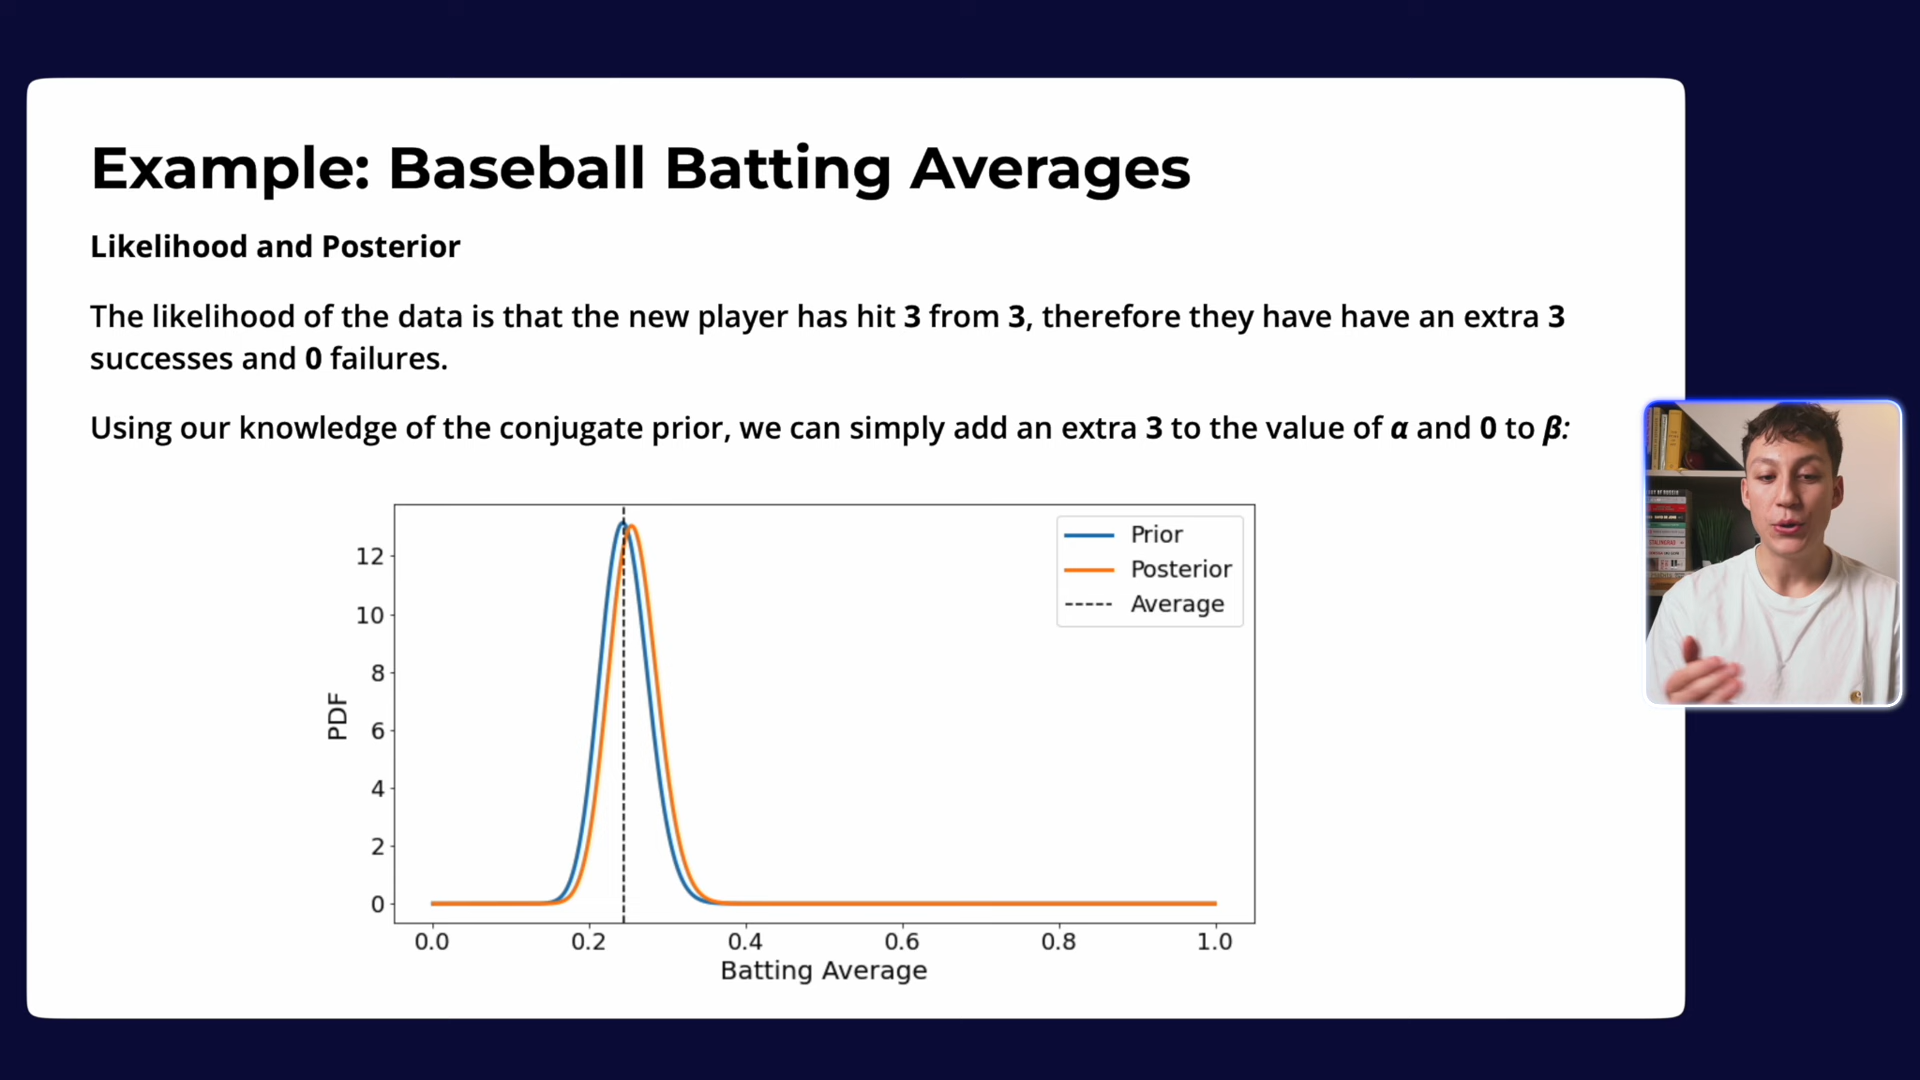 Example: Baseball Batting Averages
Likelihood and Posterior
The likelihood of the data is that the new player has hit 3 from 3, therefore they have have an extra 3
successes and 0 failures.
Using our knowledge of the conjugate prior, we can simply add an extra 3 to the value of α and 0 to β:
Prior
Posterior
Average
12
10
8
6
4
2
0
PDF
0.0 0.2 0.4 0.6 0.8 1.0
Batting Average